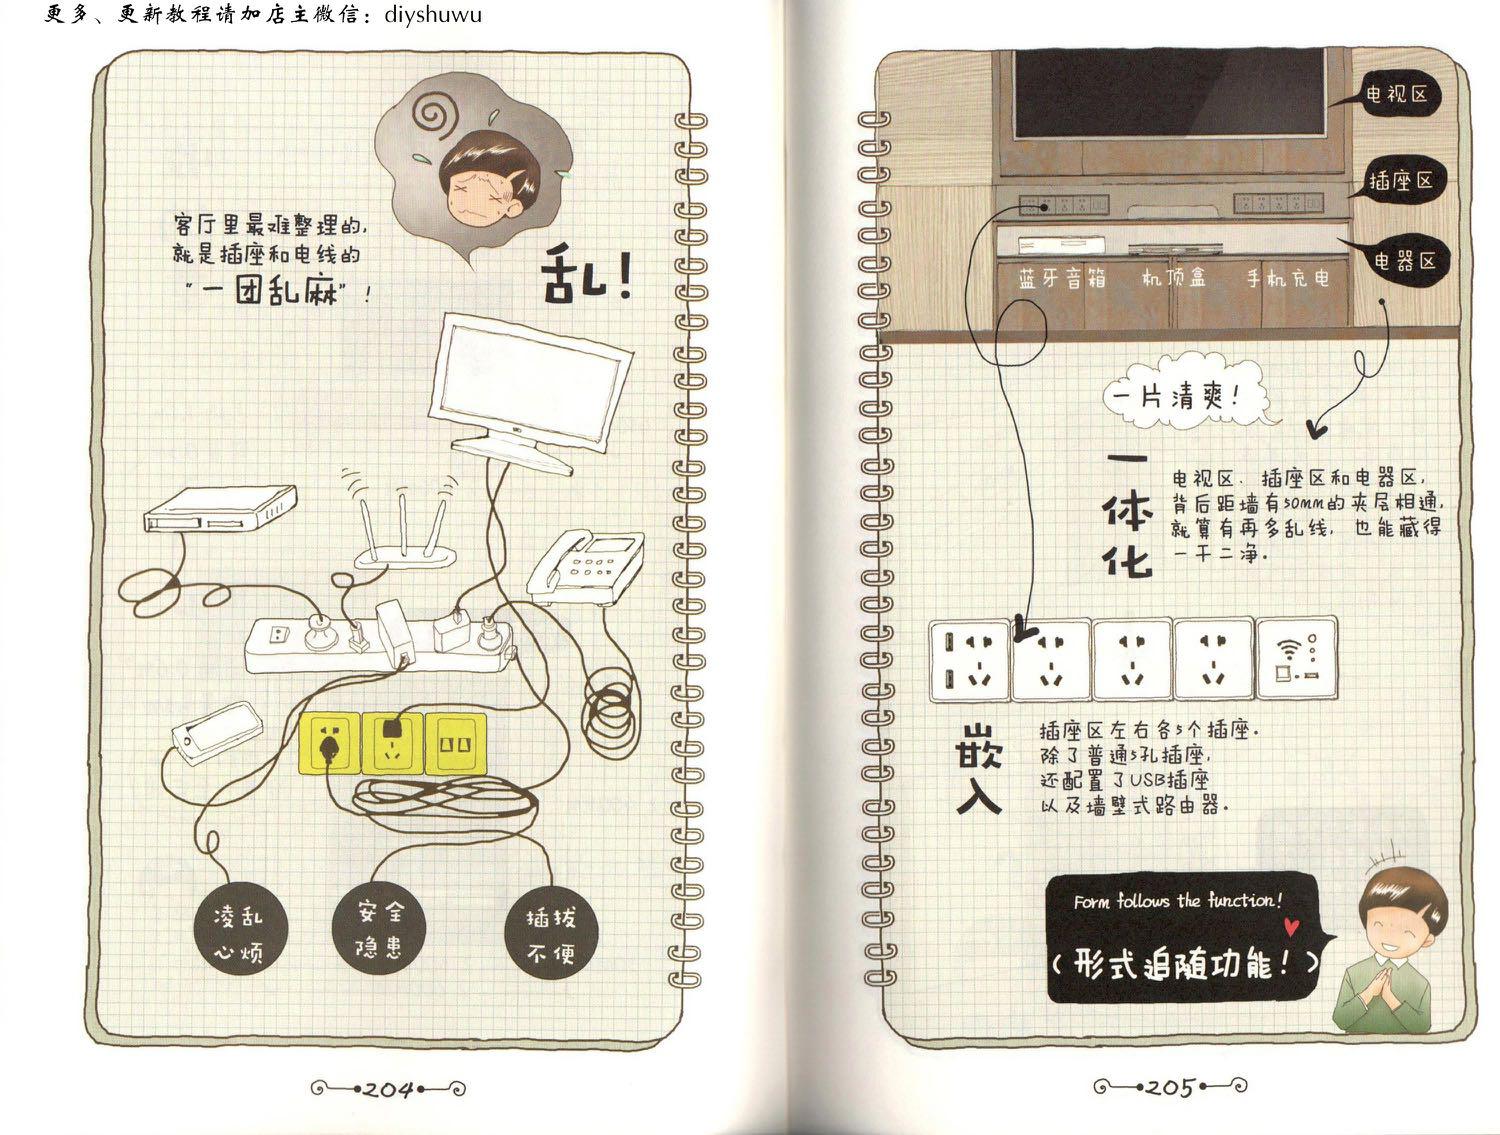 更多、更新教程请加店主微信：diyshuwu
客厅里最难整理的，
就是插座和电线的
“一团乱麻”！
乱！
凌乱
心烦
安全
隐患
插拔
不便
204
电视区
插座区
电器区
蓝牙音箱 机顶盒 手机充电
一片清爽！
一体化
电视区、插座区和电器区，
背后距墙有50mm的夹层相通，
就算有再多乱线，也能藏得
一干二净。
嵌入
插座区左右各5个插座。
除了普通5孔插座，
还配置了USB插座
以及墙壁式路由器。
Form follows the function!
（形式追随功能！）
205